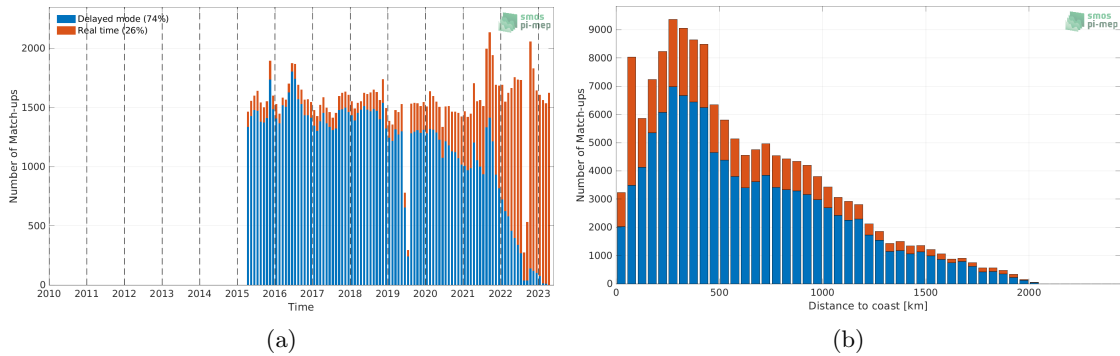 Delayed mode (74%)
Real time (26%)
smos
pi-mep
2000
1500
1000
500
0
Number of Match-ups
2010 2011 2012 2013 2014 2015 2016 2017 2018 2019 2020 2021 2022 2023
Time
(a)
smos
pi-mep
9000
8000
7000
6000
5000
4000
3000
2000
1000
0
Number of Match-ups
0 500 1000 1500 2000
Distance to coast [km]
(b)